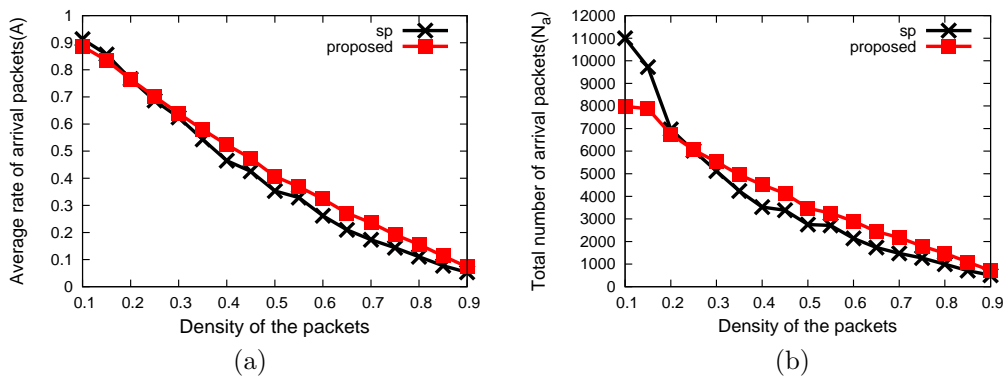 Average rate of arrival packets(A)
1
0.9
0.8
0.7
0.6
0.5
0.4
0.3
0.2
0.1
0
sp
proposed
0.1 0.2 0.3 0.4 0.5 0.6 0.7 0.8 0.9
Density of the packets
(a)
Total number of arrival packets(Na)
12000
11000
10000
9000
8000
7000
6000
5000
4000
3000
2000
1000
0
sp
proposed
0.1 0.2 0.3 0.4 0.5 0.6 0.7 0.8 0.9
Density of the packets
(b)